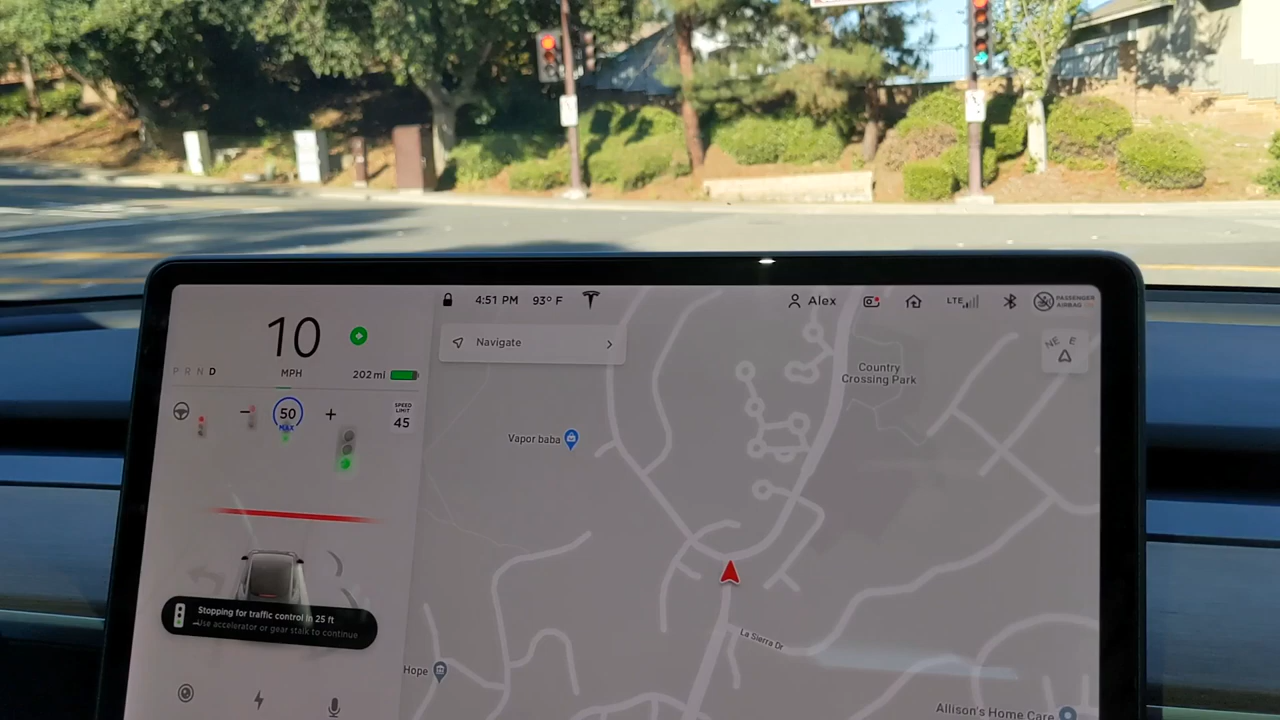 4:51 PM 93° F
Alex
LTE
PASSENGER
AIRBAG
10
MPH
P R N D
202 mi
Navigate
NE E
50
MAX
SPEED
LIMIT
45
Country
Crossing Park
Vapor baba
Stopping for traffic control in 25 ft
Use accelerator or gear stalk to continue
La Sierra Dr
Hope
Allison's Home Care